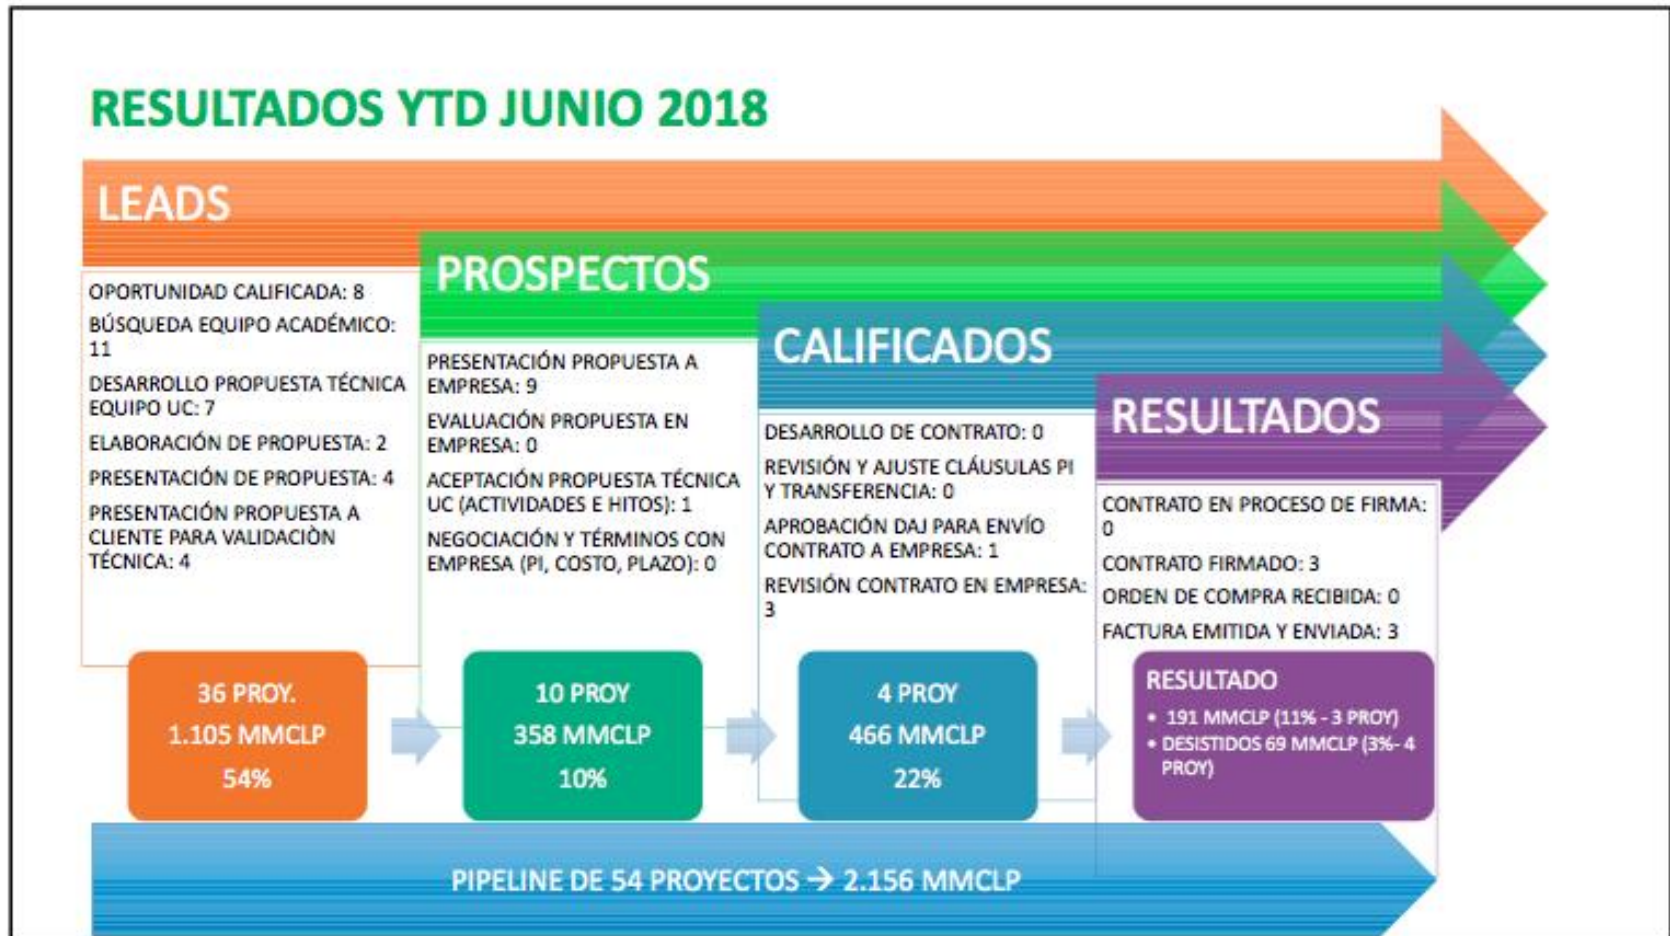 RESULTADOS YTD JUNIO 2018
LEADS
OPORTUNIDAD CALIFICADA: 8
BÚSQUEDA EQUIPO ACADÉMICO:
11
DESARROLLO PROPUESTA TÉCNICA
EQUIPO UC: 7
ELABORACIÓN DE PROPUESTA: 2
PRESENTACIÓN DE PROPUESTA: 4
PRESENTACIÓN PROPUESTA A
CLIENTE PARA VALIDACIÒN
TÉCNICA: 4
36 PROY.
1.105 MMCLP
54%
PROSPECTOS
PRESENTACIÓN PROPUESTA A
EMPRESA: 9
EVALUACIÓN PROPUESTA EN
EMPRESA: 0
ACEPTACIÓN PROPUESTA TÉCNICA
UC (ACTIVIDADES E HITOS): 1
NEGOCIACIÓN Y TÉRMINOS CON
EMPRESA (PI, COSTO, PLAZO): 0
10 PROY
358 MMCLP
10%
CALIFICADOS
DESARROLLO DE CONTRATO: 0
REVISIÓN Y AJUSTE CLÁUSULAS PI
Y TRANSFERENCIA: 0
APROBACIÓN DAJ PARA ENVÍO
CONTRATO A EMPRESA: 1
REVISIÓN CONTRATO EN EMPRESA:
3
4 PROY
466 MMCLP
22%
RESULTADOS
CONTRATO EN PROCESO DE FIRMA:
0
CONTRATO FIRMADO: 3
ORDEN DE COMPRA RECIBIDA: 0
FACTURA EMITIDA Y ENVIADA: 3
RESULTADO
• 191 MMCLP (11% - 3 PROY)
• DESISTIDOS 69 MMCLP (3%- 4
PROY)
PIPELINE DE 54 PROYECTOS → 2.156 MMCLP